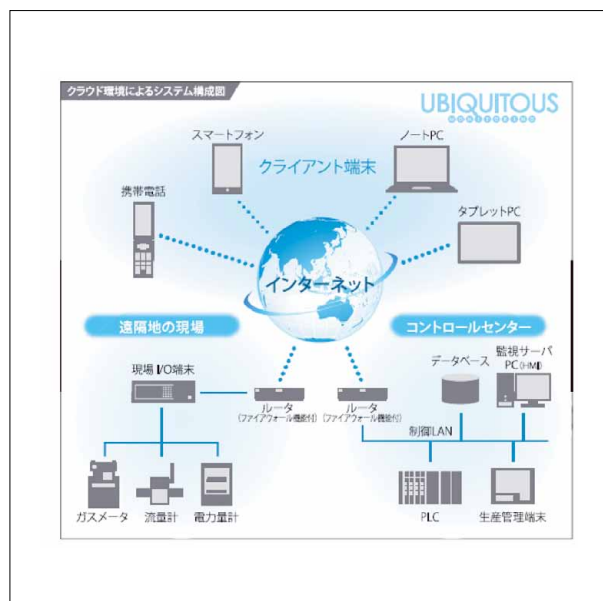 クラウド環境によるシステム構成図
UBIQUITOUS
MONITORING
スマートフォン
ノートPC
クライアント端末
携帯電話
タブレットPC
インターネット
遠隔地の現場
コントロールセンター
現場 I/O端末
ルータ
(ファイアウォール機能付)
ルータ
(ファイアウォール機能付)
データベース
監視サーバ
PC(HMI)
制御LAN
ガスメータ
流量計
電力量計
PLC
生産管理端末